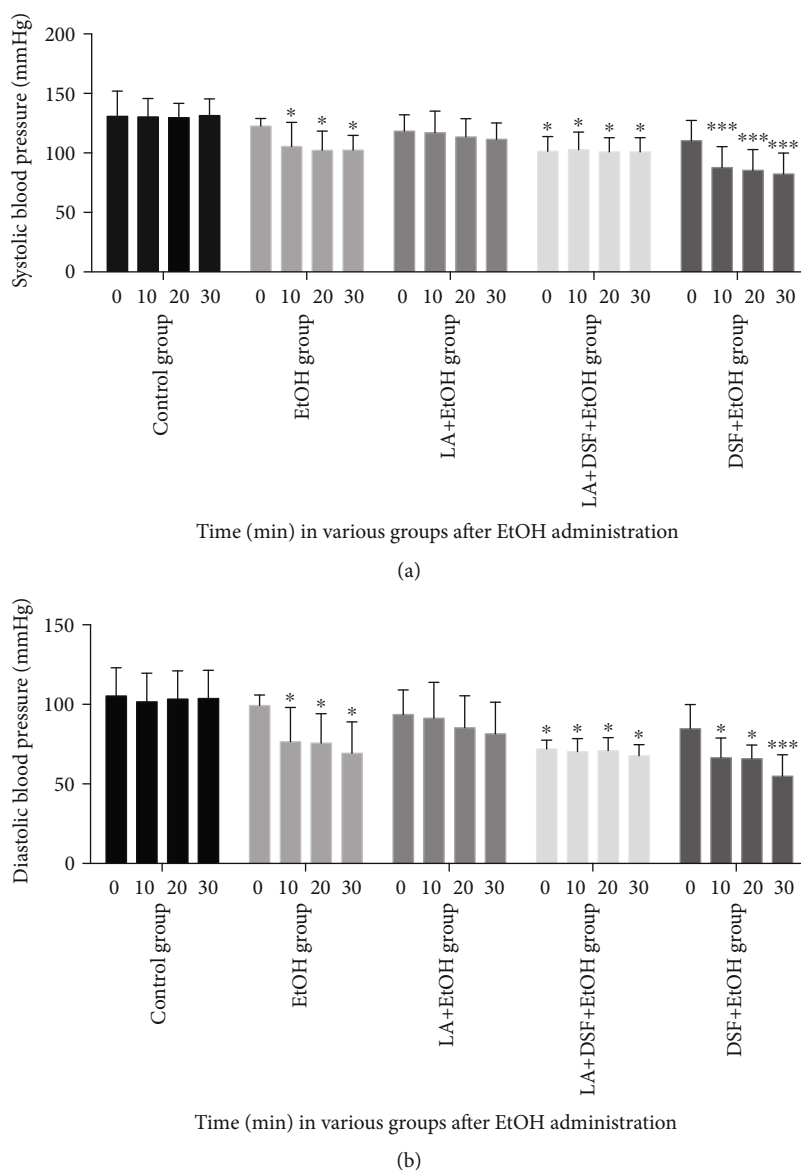 Systolic blood pressure (mmHg)
200
150
100
50
0
* * *
* * * *
*** *** ***
0 10 20 30 0 10 20 30 0 10 20 30 0 10 20 30 0 10 20 30
Control group
EtOH group
LA+EtOH group
LA+DSF+EtOH group
DSF+EtOH group
Time (min) in various groups after EtOH administration
(a)
Diastolic blood pressure (mmHg)
150
100
50
0
* * *
* * * *
* * ***
0 10 20 30 0 10 20 30 0 10 20 30 0 10 20 30 0 10 20 30
Control group
EtOH group
LA+EtOH group
LA+DSF+EtOH group
DSF+EtOH group
Time (min) in various groups after EtOH administration
(b)